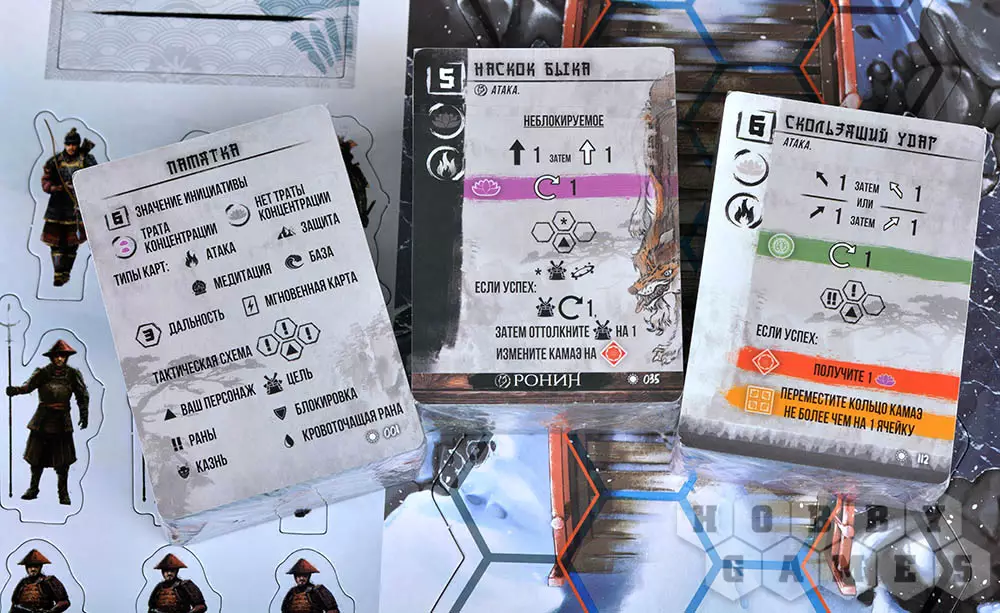 ПАМЯТКА
6 ЗНАЧЕНИЕ ИНИЦИАТИВЫ
ТРАТА
КОНЦЕНТРАЦИИ
НЕТ ТРАТЫ
КОНЦЕНТРАЦИИ
ТИПЫ КАРТ: АТАКА
ЗАЩИТА
МЕДИТАЦИЯ
БАЗА
3 ДАЛЬНОСТЬ
МГНОВЕННАЯ КАРТА
ТАКТИЧЕСКАЯ СХЕМА ! !
ВАШ ПЕРСОНАЖ
ЦЕЛЬ
!! РАНЫ
БЛОКИРОВКА
КАЗНЬ
КРОВОТОЧАЩАЯ РАНА
001
5 НАСКОК БЫКА
АТАКА.
НЕБЛОКИРУЕМОЕ
1 ЗАТЕМ 1
1
*
*
ЕСЛИ УСПЕХ:
1,
ЗАТЕМ ОТТОЛКНИТЕ НА 1
ИЗМЕНИТЕ КАМАЭ НА
РОНИН
035
6 СКОЛЬЗЯЩИЙ УДАР
АТАКА.
1 ЗАТЕМ 1
ИЛИ
1 ЗАТЕМ 1
1
!! !
ЕСЛИ УСПЕХ:
ПОЛУЧИТЕ 1
ПЕРЕМЕСТИТЕ КОЛЬЦО КАМАЭ
НЕ БОЛЕЕ ЧЕМ НА 1 ЯЧЕЙКУ
112
HOBBY
GAMES